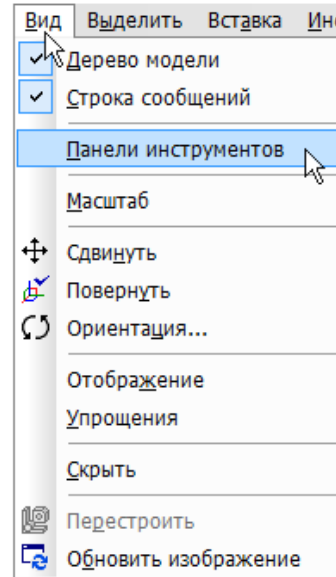 Вид Выделить Вставка Инс
Дерево модели
Строка сообщений
Панели инструментов
Масштаб
Сдвинуть
Повернуть
Ориентация...
Отображение
Упрощения
Скрыть
Перестроить
Обновить изображение